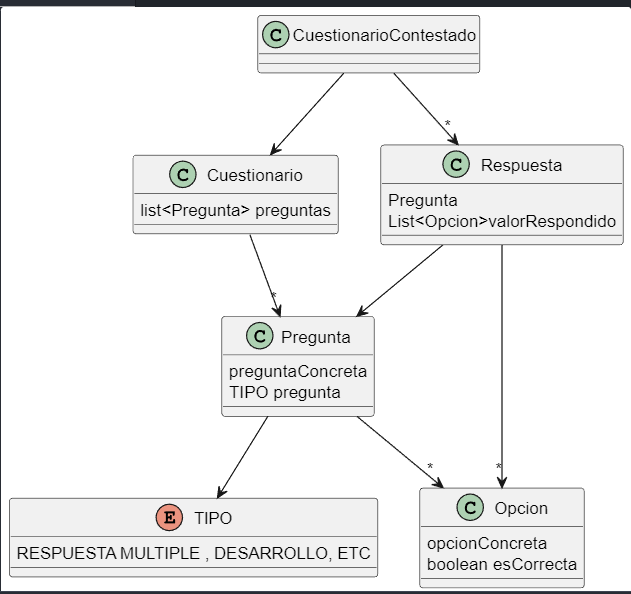 C CuestionarioContestado
*
C Cuestionario
list<Pregunta> preguntas
C Respuesta
Pregunta
List<Opcion>valorRespondido
*
C Pregunta
preguntaConcreta
TIPO pregunta
*
*
E TIPO
RESPUESTA MULTIPLE , DESARROLLO, ETC
C Opcion
opcionConcreta
boolean esCorrecta